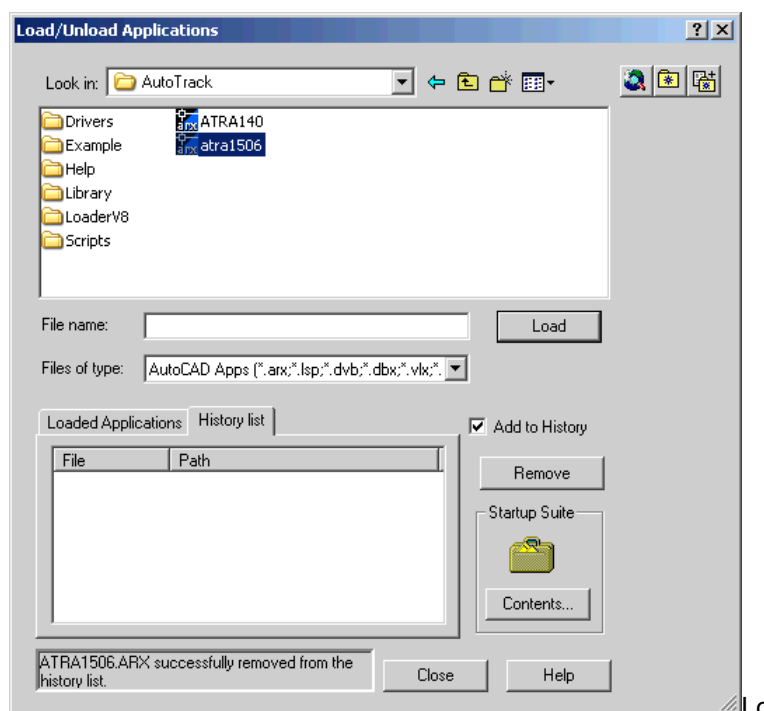 Load/Unload Applications
Look in: AutoTrack
Drivers
Example
Help
Library
LoaderV8
Scripts
ATRA140
atra1506
File name:
Load
Files of type: AutoCAD Apps (*.arx;*.lsp;*.dvb;*.dbx;*.vlx;*.
Loaded Applications History list
Add to History
File Path
Remove
Startup Suite
Contents...
ATRA1506.ARX successfully removed from the
history list.
Close Help